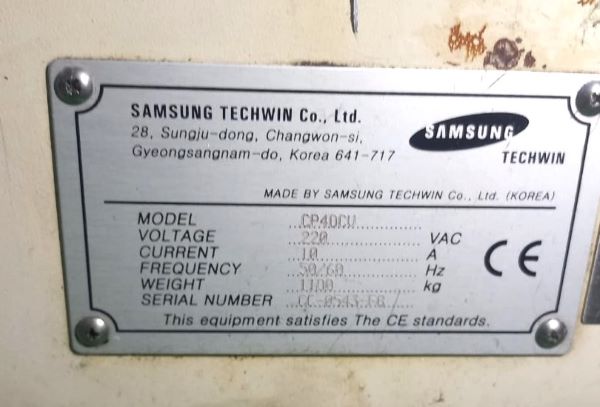 SAMSUNG TECHWIN Co., Ltd.
28, Sungju-dong, Changwon-si,
Gyeongsangnam-do, Korea 641-717
SAMSUNG
TECHWIN
MADE BY SAMSUNG TECHWIN Co., Ltd. (KOREA)
MODEL CP40CV
VOLTAGE 220 VAC
CURRENT 10 A
FREQUENCY 50/60 Hz
WEIGHT 1100 kg
SERIAL NUMBER
CE
This equipment satisfies The CE standards.